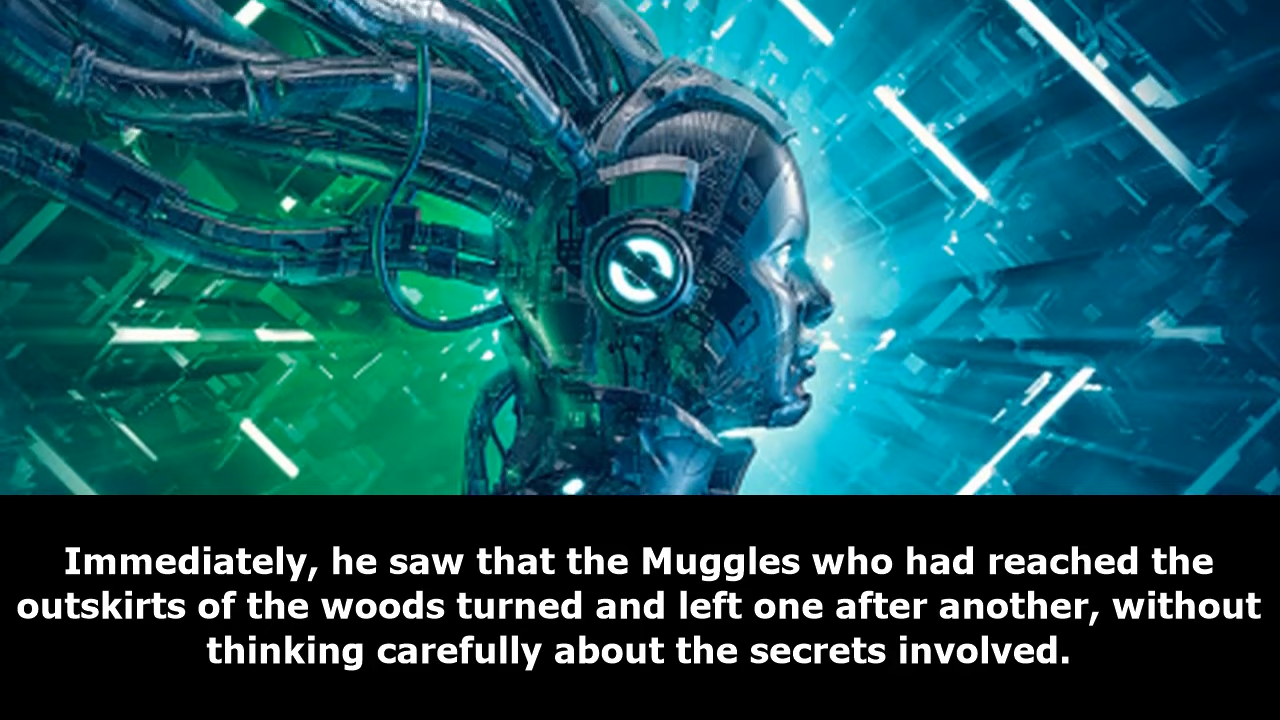 Immediately, he saw that the Muggles who had reached the
outskirts of the woods turned and left one after another, without
thinking carefully about the secrets involved.